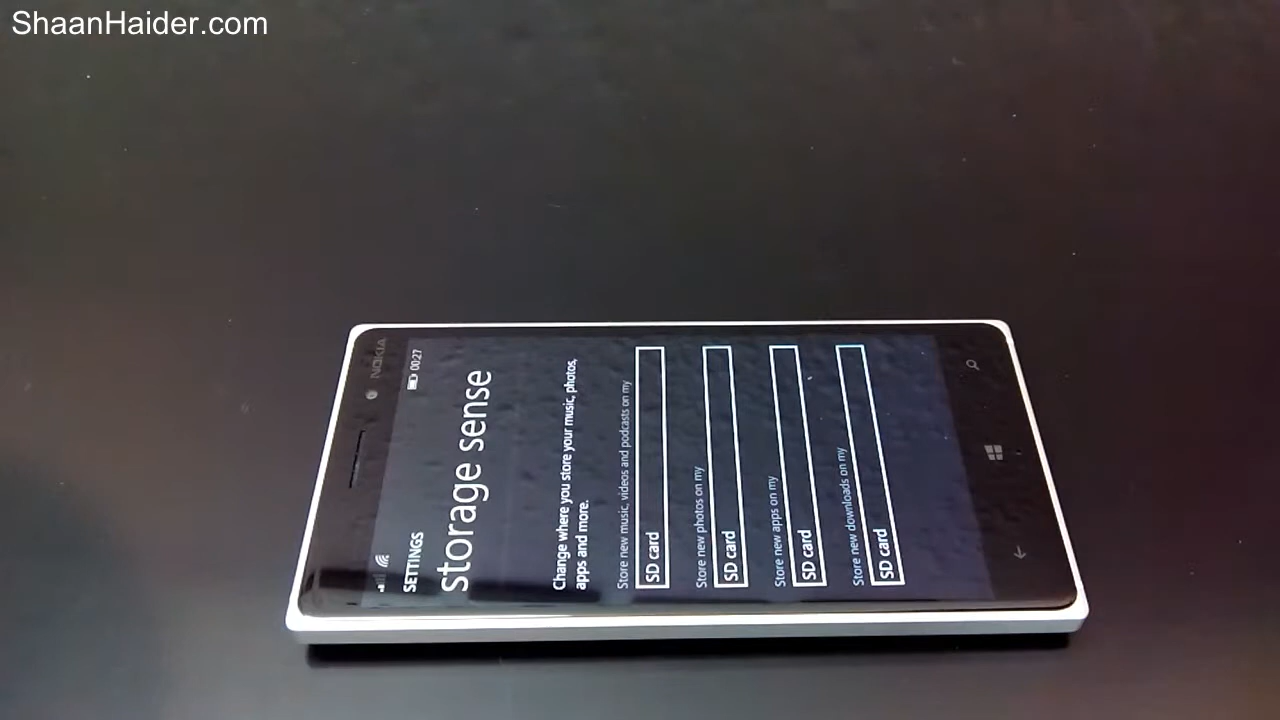 ShaanHaider.com
NOKIA
00:27
SETTINGS
storage sense
Change where you store your music, photos,
apps and more.
Store new music, videos and podcasts on my
SD card
Store new photos on my
SD card
Store new apps on my
SD card
Store new downloads on my
SD card